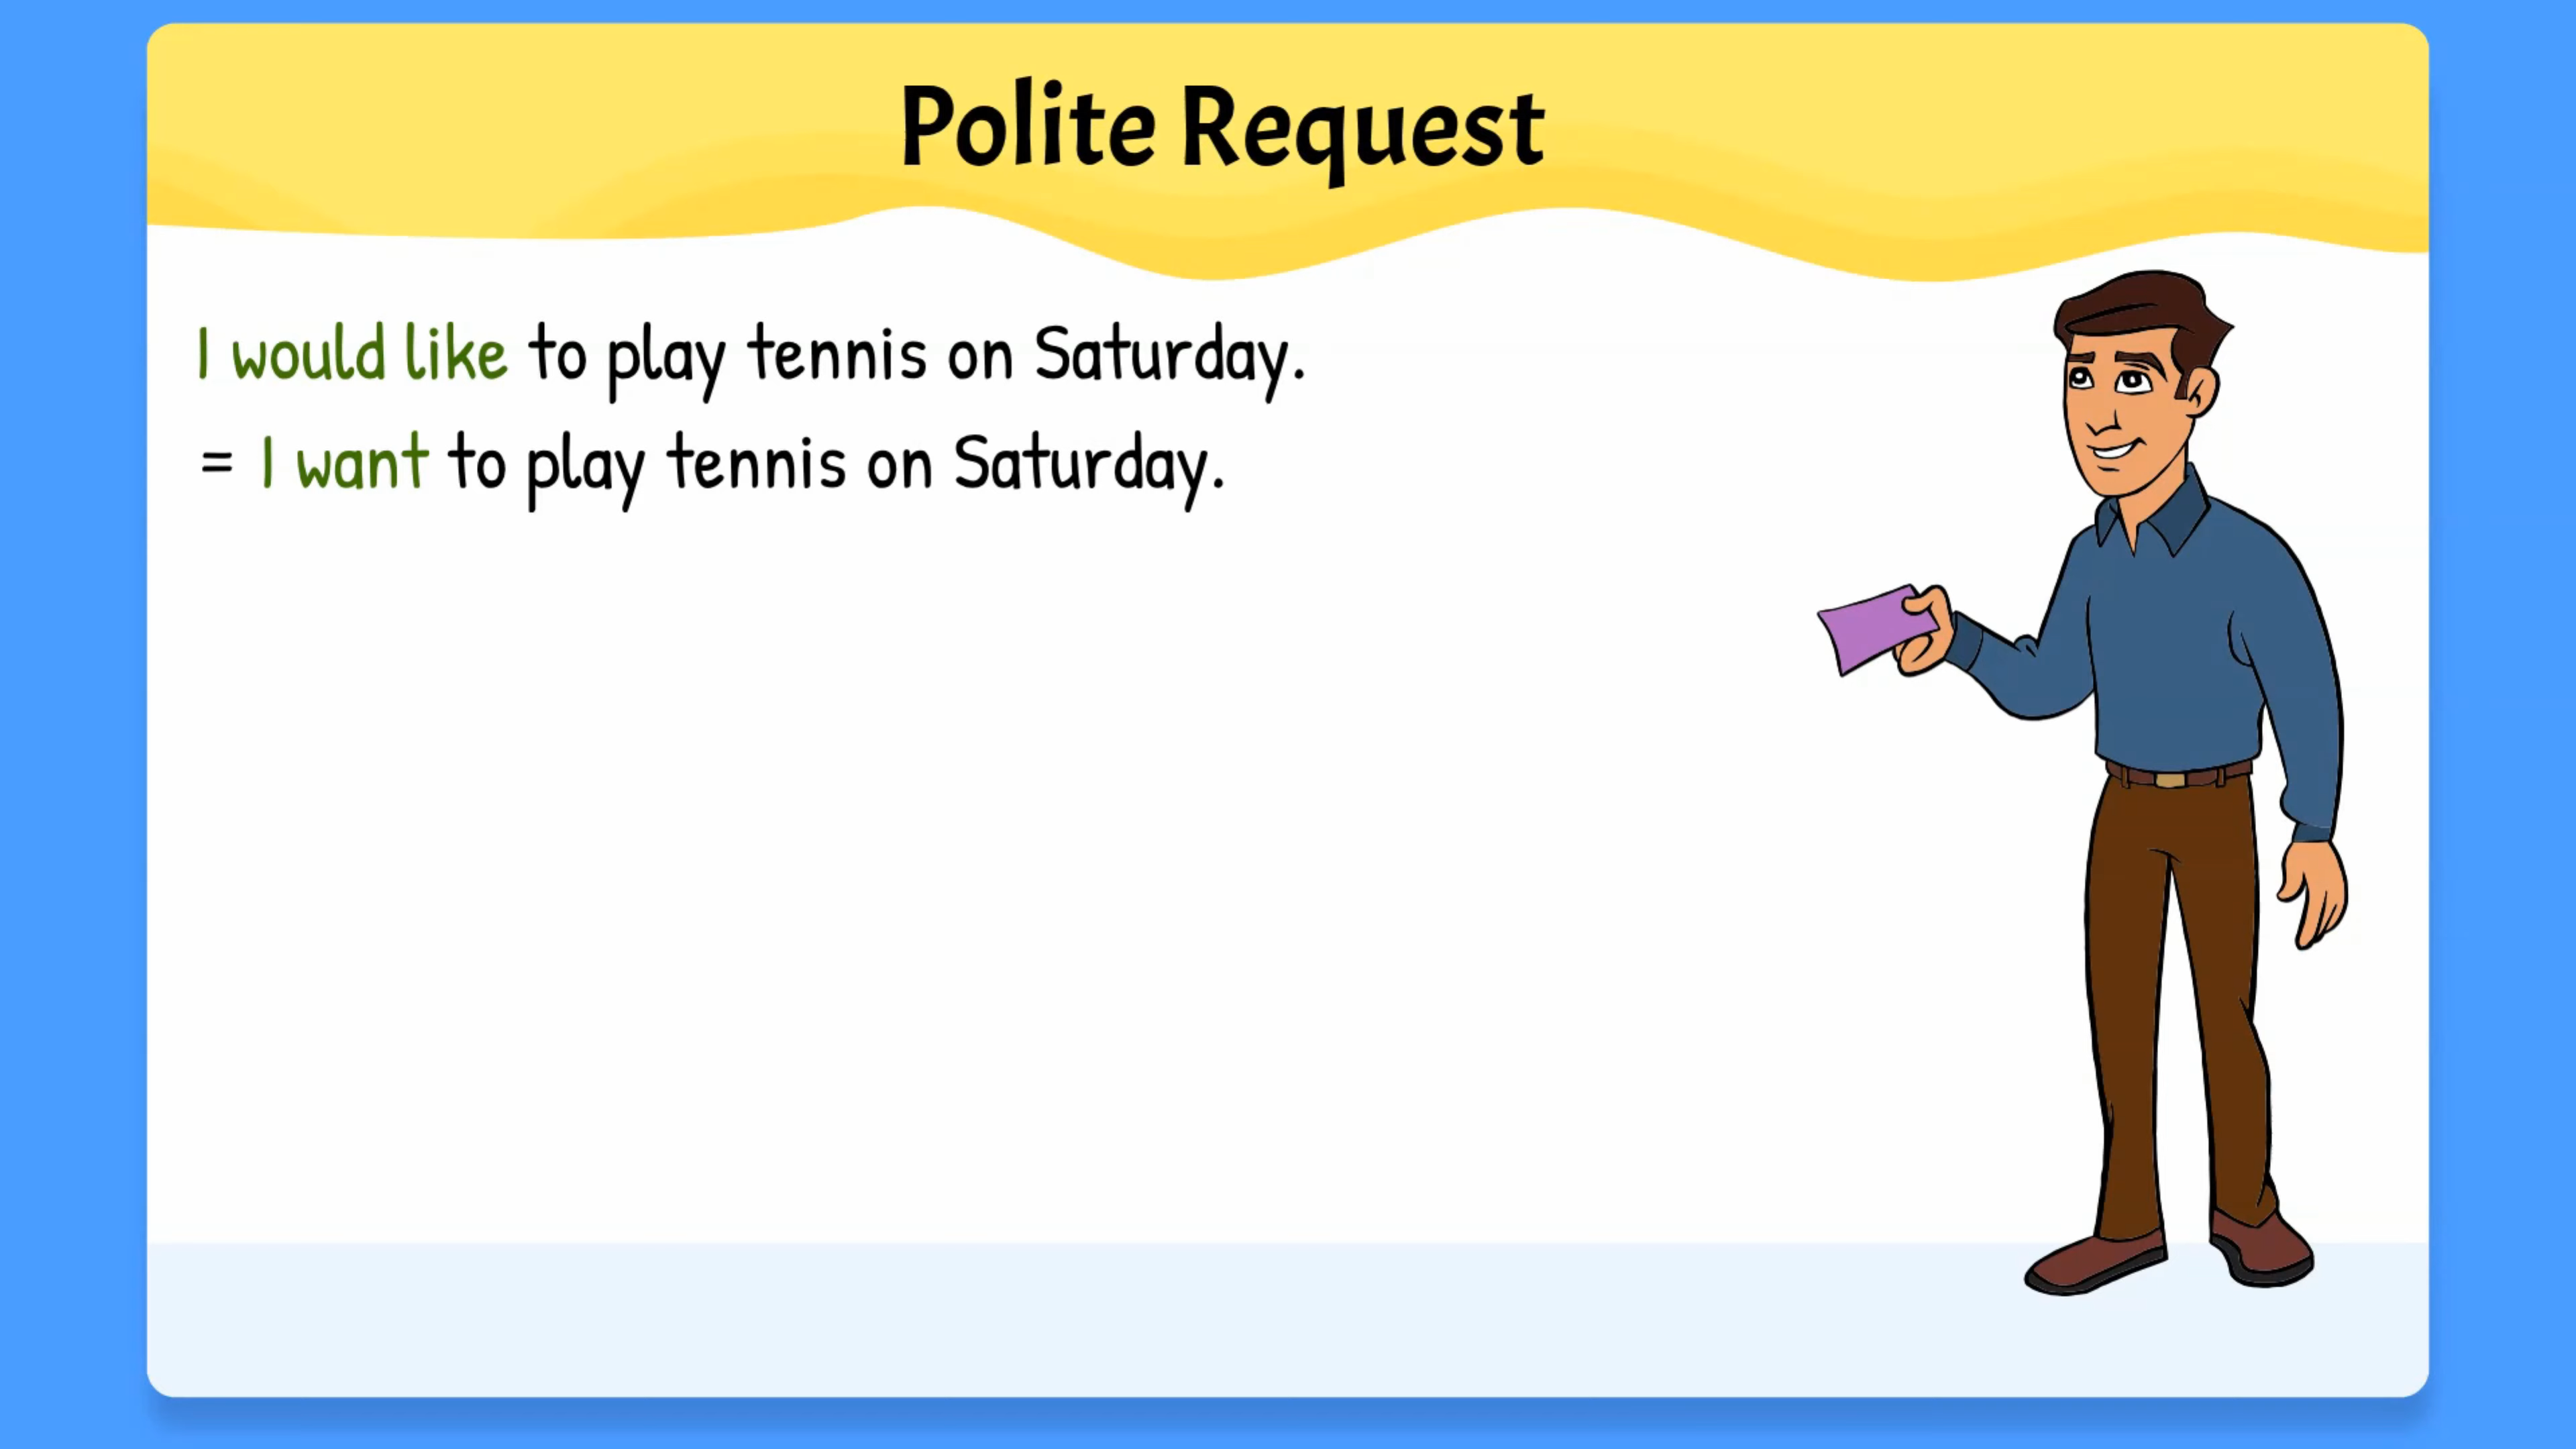 Polite Request
I would like to play tennis on Saturday.
= I want to play tennis on Saturday.